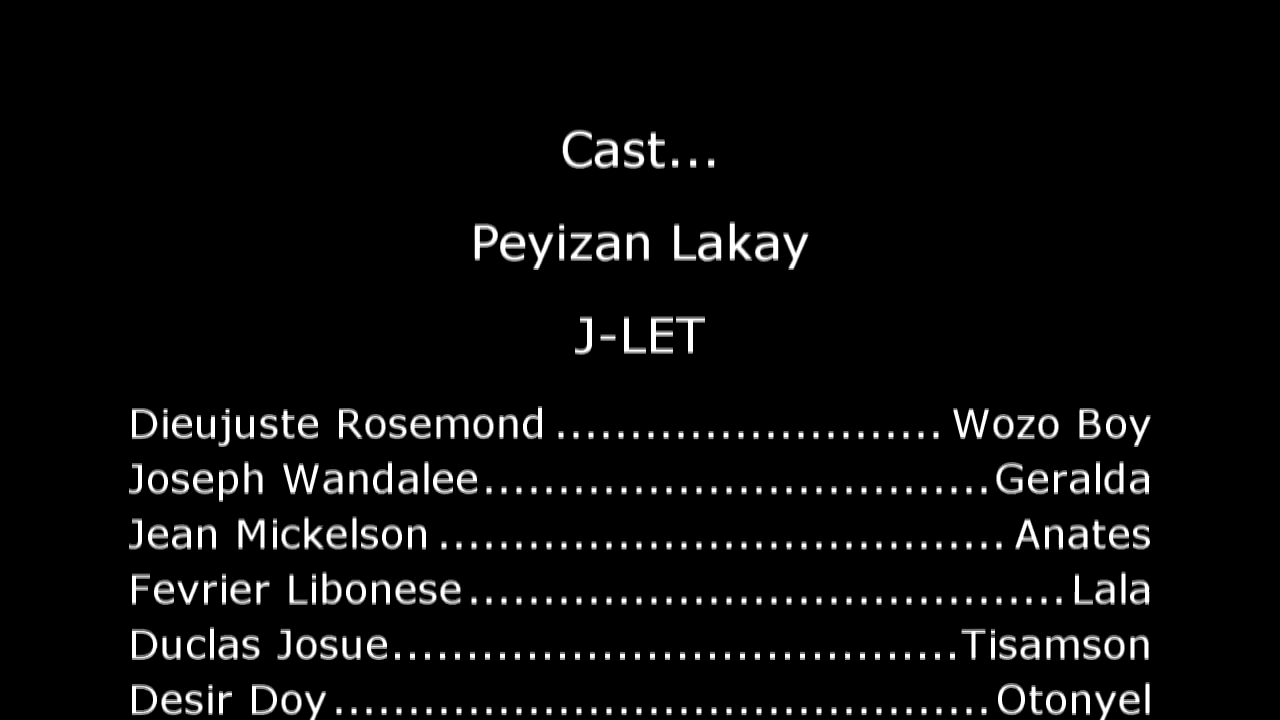 Cast...
Peyizan Lakay
J-LET
Dieujuste Rosemond .......................... Wozo Boy
Joseph Wandalee..................................Geralda
Jean Mickelson ...................................... Anates
Fevrier Libonese........................................Lala
Duclas Josue......................................Tisamson
Desir Doy............................................Otonyel